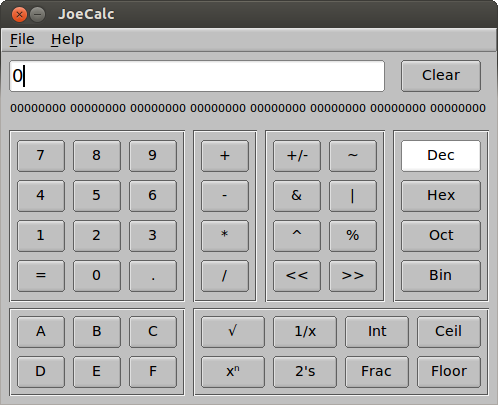 JoeCalc
File Help
0 Clear
00000000 00000000 00000000 00000000 00000000 00000000 00000000 00000000
7 8 9 + +/- ~ Dec
4 5 6 - & | Hex
1 2 3 * ^ % Oct
= 0 . / << >> Bin
A B C √ 1/x Int Ceil
D E F xⁿ 2's Frac Floor